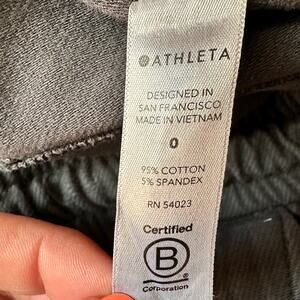 ATHLETA
DESIGNED IN
SAN FRANCISCO
MADE IN VIETNAM
0
95% COTTON
5% SPANDEX
RN 54023
Certified
B
Corporation